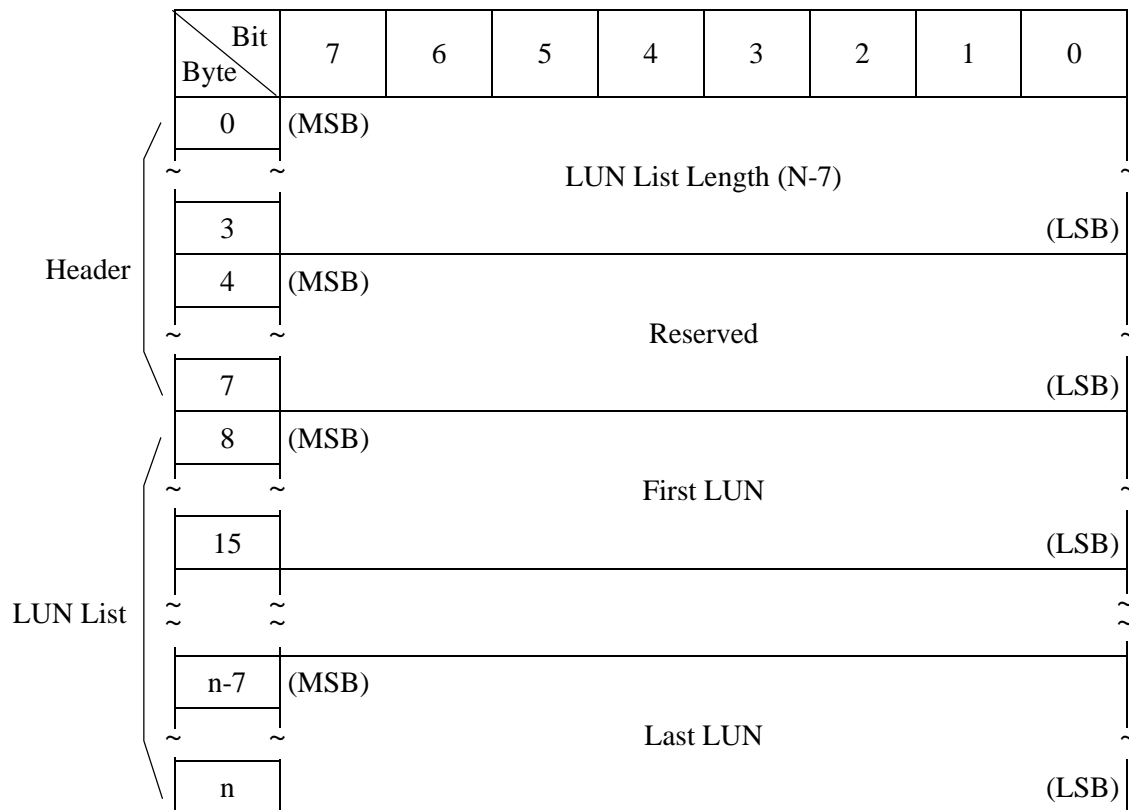 Bit
Byte 7 6 5 4 3 2 1 0
0 (MSB)
~ ~ LUN List Length (N-7) ~
3 (LSB)
Header
4 (MSB)
~ ~ Reserved ~
7 (LSB)
8 (MSB)
~ ~ First LUN ~
15 (LSB)
LUN List
~ ~ ~
~ ~ ~
n-7 (MSB)
~ ~ Last LUN ~
n (LSB)